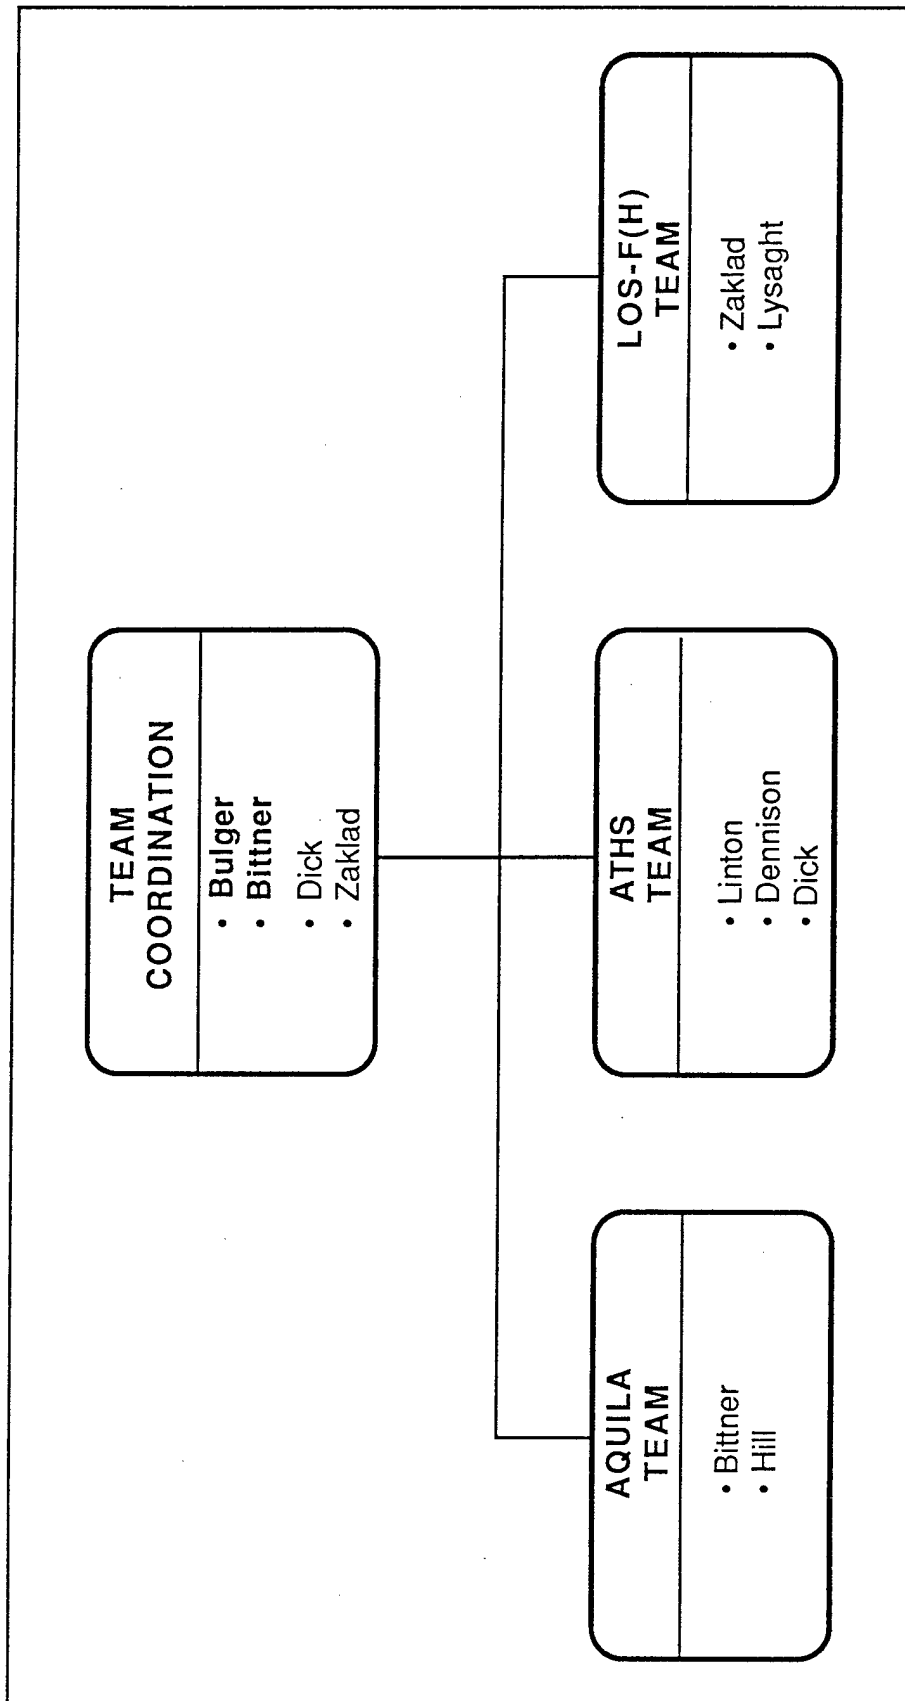 TEAM
COORDINATION
• Bulger
• Bittner
• Dick
• Zaklad
AQUILA
TEAM
• Bittner
• Hill
ATHS
TEAM
• Linton
• Dennison
• Dick
LOS-F(H)
TEAM
• Zaklad
• Lysaght